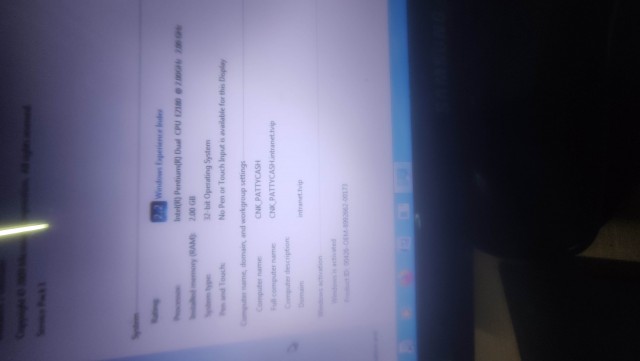 Copyright © 2009 Microsoft Corporation. All rights reserved.
Service Pack 1
System
Rating:
Windows Experience Index
Processor:
Intel(R) Pentium(R) Dual CPU E2180 @ 2.00GHz 2.00 GHz
Installed memory (RAM):
2.00 GB
System type:
32-bit Operating System
Pen and Touch:
No Pen or Touch Input is available for this Display
Computer name, domain, and workgroup settings
Computer name:
CNK_PATTYCASH
Full computer name:
CNK_PATTYCASH.intranet.tvip
Computer description:
Domain:
Windows activation
Windows is activated
Product ID: